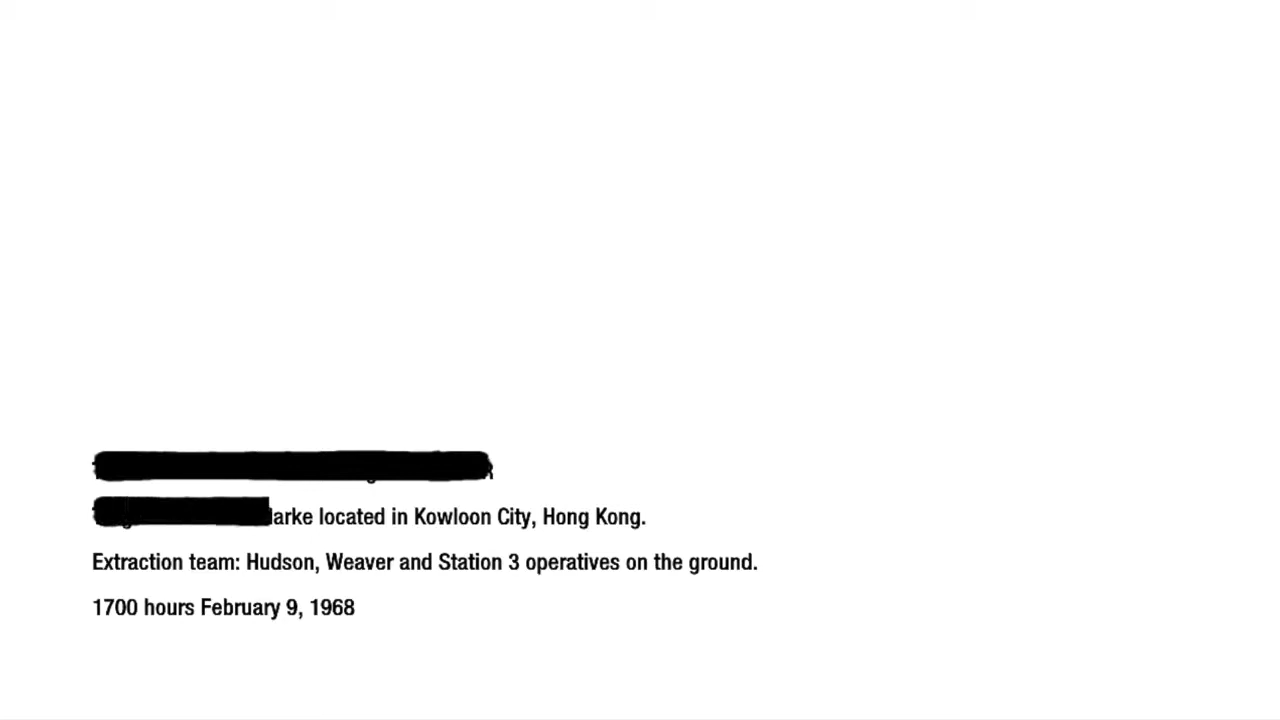 larke located in Kowloon City, Hong Kong.
Extraction team: Hudson, Weaver and Station 3 operatives on the ground.
1700 hours February 9, 1968